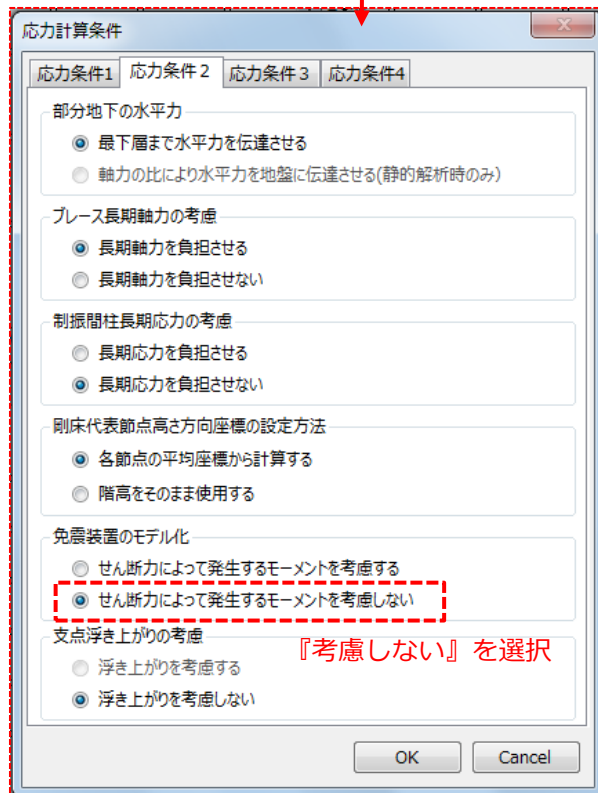 応力計算条件
応力条件1 応力条件2 応力条件3 応力条件4
部分地下の水平力
最下層まで水平力を伝達させる
軸力の比により水平力を地盤に伝達させる(静的解析時のみ)
ブレース長期軸力の考慮
長期軸力を負担させる
長期軸力を負担させない
制振間柱長期応力の考慮
長期応力を負担させる
長期応力を負担させない
剛床代表節点高さ方向座標の設定方法
各節点の平均座標から計算する
階高をそのまま使用する
免震装置のモデル化
せん断力によって発生するモーメントを考慮する
せん断力によって発生するモーメントを考慮しない
支点浮き上がりの考慮
『考慮しない』を選択
浮き上がりを考慮する
浮き上がりを考慮しない
OK Cancel